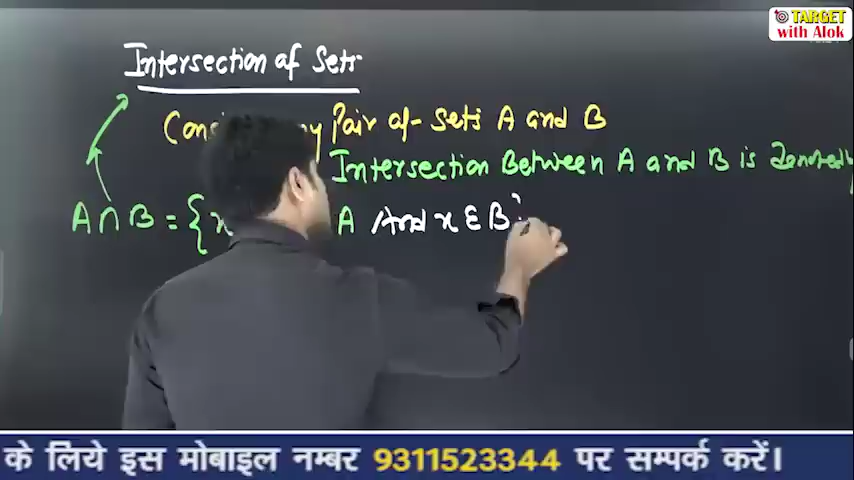 TARGET
with Alok
Intersection of Sets
Pair of Sets A and B
Intersection Between A and B is Denoted
A∩B = {x A And x ∈ B
के लिये इस मोबाइल नम्बर 9311523344 पर सम्पर्क करें।